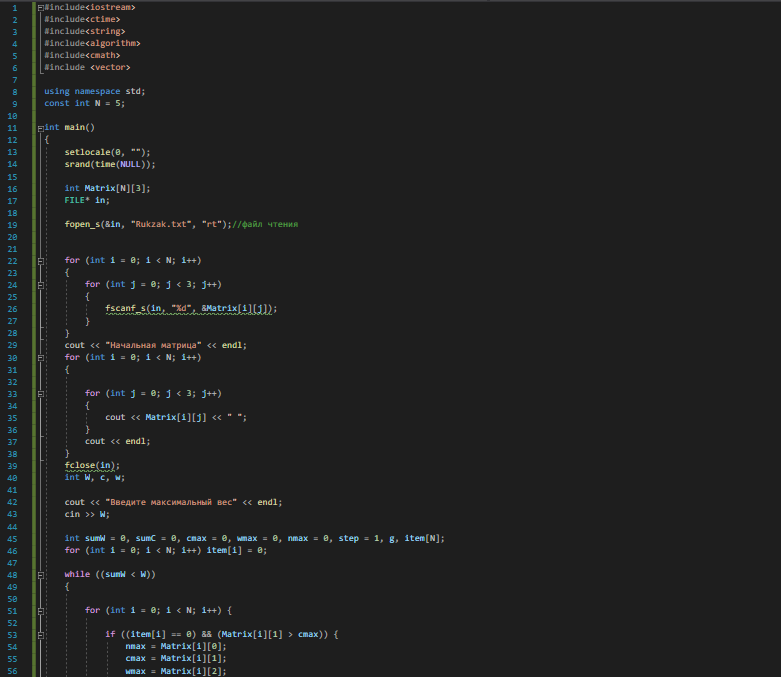 1 #include<iostream>
2 #include<ctime>
3 #include<string>
4 #include<algorithm>
5 #include<cmath>
6 #include <vector>
7
8 using namespace std;
9 const int N = 5;
10
11 int main()
12 {
13 setlocale(0, "");
14 srand(time(NULL));
15
16 int Matrix[N][3];
17 FILE* in;
18
19 fopen_s(&in, "Rukzak.txt", "rt");//файл чтения
20
21
22 for (int i = 0; i < N; i++)
23 {
24 for (int j = 0; j < 3; j++)
25 {
26 fscanf_s(in, "%d", &Matrix[i][j]);
27 }
28 }
29 cout << "Начальная матрица" << endl;
30 for (int i = 0; i < N; i++)
31 {
32
33 for (int j = 0; j < 3; j++)
34 {
35 cout << Matrix[i][j] << " ";
36 }
37 cout << endl;
38 }
39 fclose(in);
40 int W, c, w;
41
42 cout << "Введите максимальный вес" << endl;
43 cin >> W;
44
45 int sumW = 0, sumC = 0, cmax = 0, wmax = 0, nmax = 0, step = 1, g, item[N];
46 for (int i = 0; i < N; i++) item[i] = 0;
47
48 while ((sumW < W))
49 {
50
51 for (int i = 0; i < N; i++) {
52
53 if ((item[i] == 0) && (Matrix[i][1] > cmax)) {
54 nmax = Matrix[i][0];
55 cmax = Matrix[i][1];
56 wmax = Matrix[i][2];